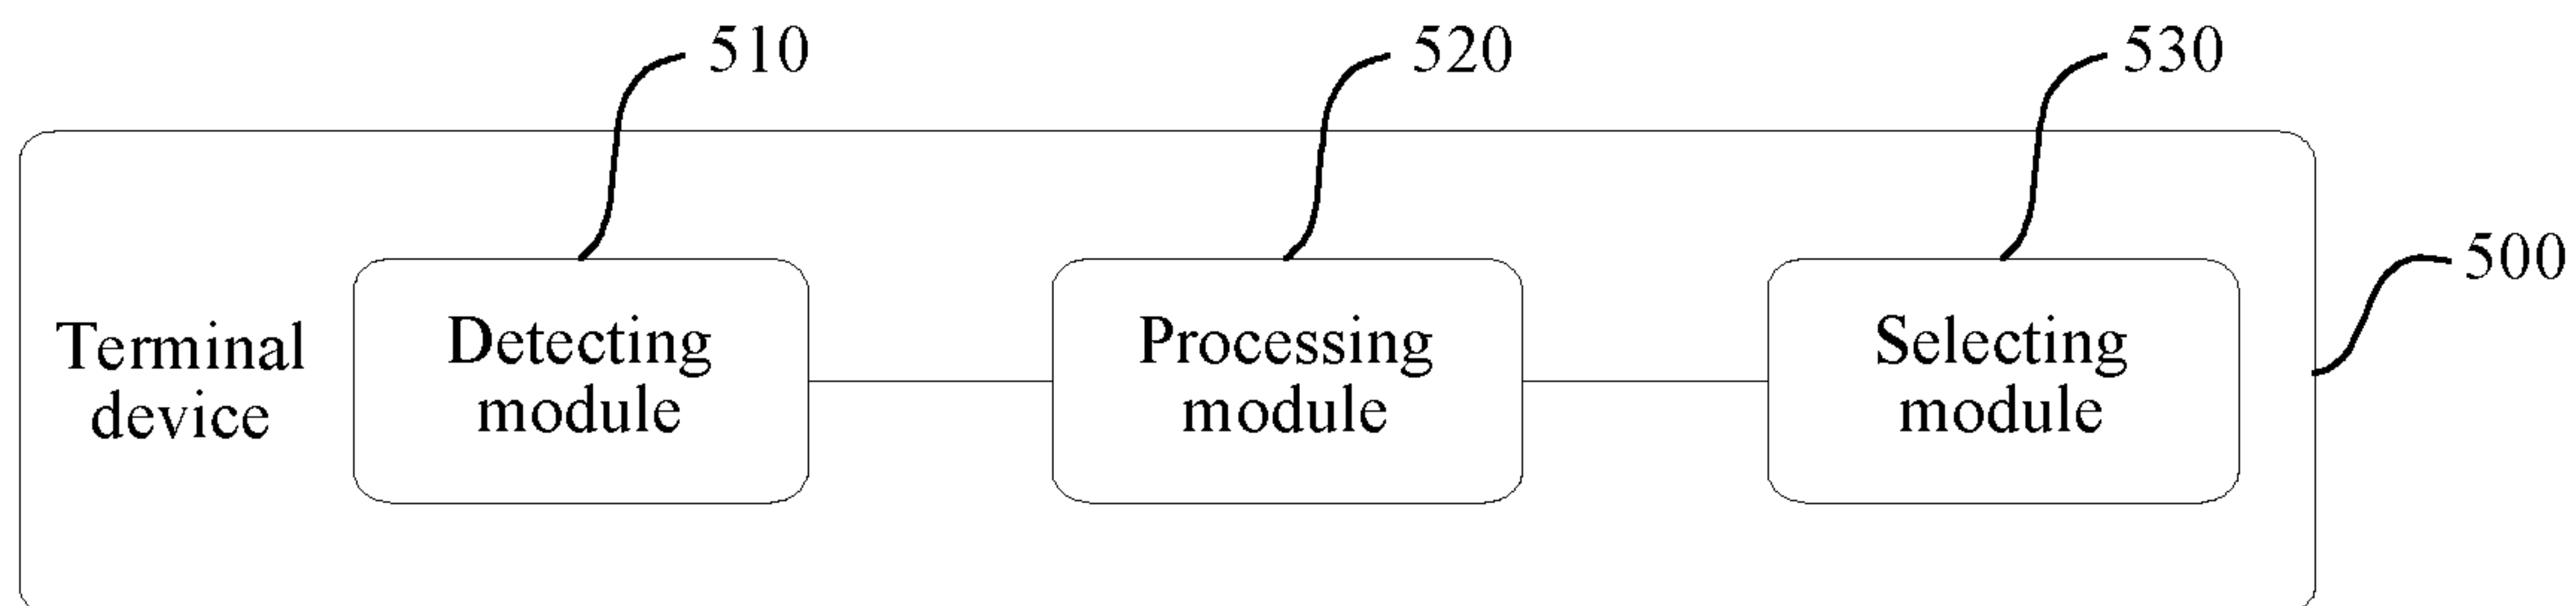 510
520
530
500
Terminal
device
Detecting
module
Processing
module
Selecting
module